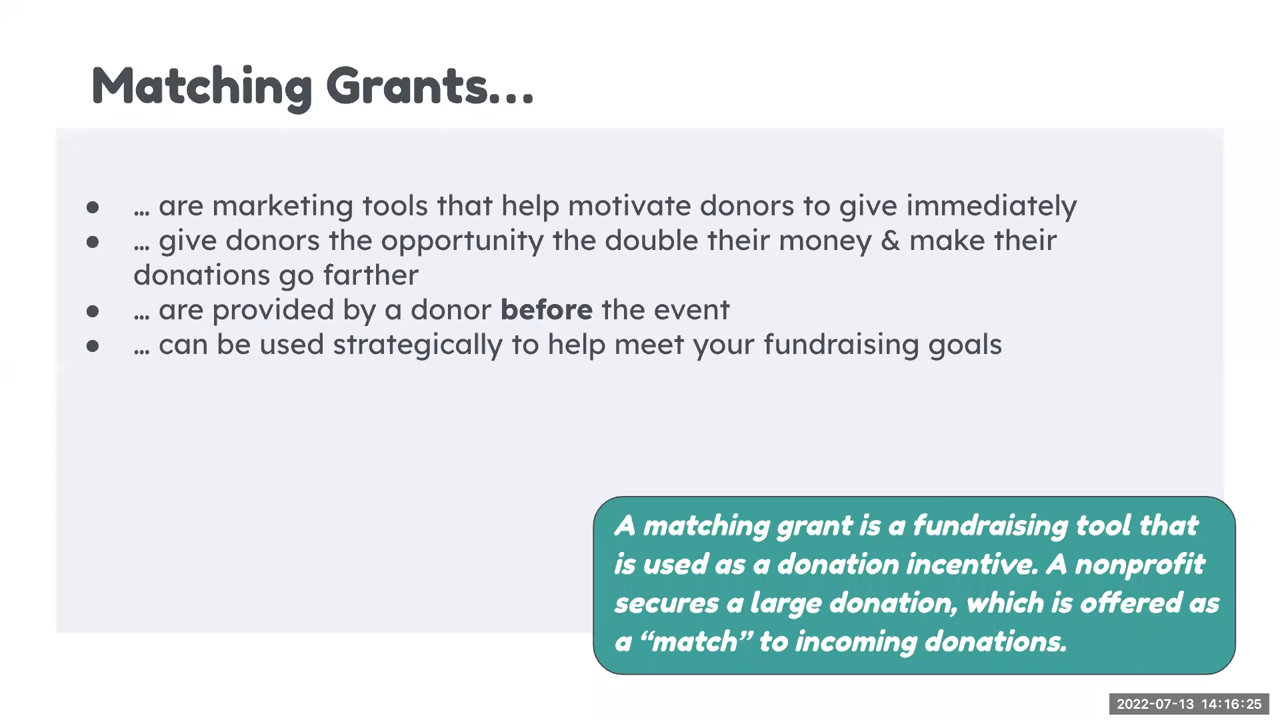 Matching Grants...
● ... are marketing tools that help motivate donors to give immediately
● ... give donors the opportunity the double their money & make their
donations go farther
● ... are provided by a donor before the event
● ... can be used strategically to help meet your fundraising goals
A matching grant is a fundraising tool that
is used as a donation incentive. A nonprofit
secures a large donation, which is offered as
a “match” to incoming donations.
2022-07-13 14:16:25